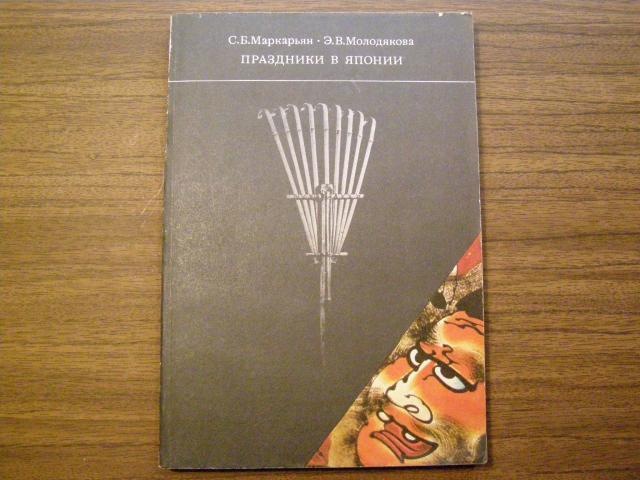 С.Б.Маркарьян · Э.В.Молодякова
ПРАЗДНИКИ В ЯПОНИИ